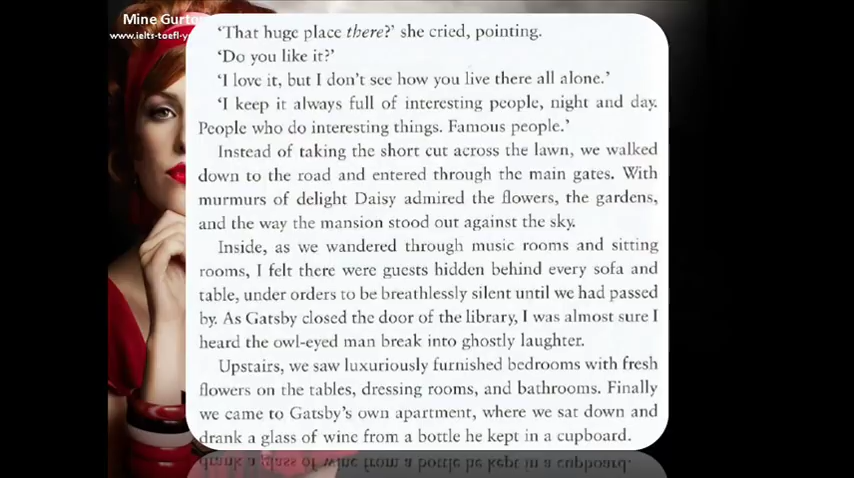 Mine Gurto
www.ielts-toefl-y
‘That huge place there?’ she cried, pointing.
‘Do you like it?’
‘I love it, but I don’t see how you live there all alone.’
‘I keep it always full of interesting people, night and day.
People who do interesting things. Famous people.’
Instead of taking the short cut across the lawn, we walked
down to the road and entered through the main gates. With
murmurs of delight Daisy admired the flowers, the gardens,
and the way the mansion stood out against the sky.
Inside, as we wandered through music rooms and sitting
rooms, I felt there were guests hidden behind every sofa and
table, under orders to be breathlessly silent until we had passed
by. As Gatsby closed the door of the library, I was almost sure I
heard the owl-eyed man break into ghostly laughter.
Upstairs, we saw luxuriously furnished bedrooms with fresh
flowers on the tables, dressing rooms, and bathrooms. Finally
we came to Gatsby’s own apartment, where we sat down and
drank a glass of wine from a bottle he kept in a cupboard.